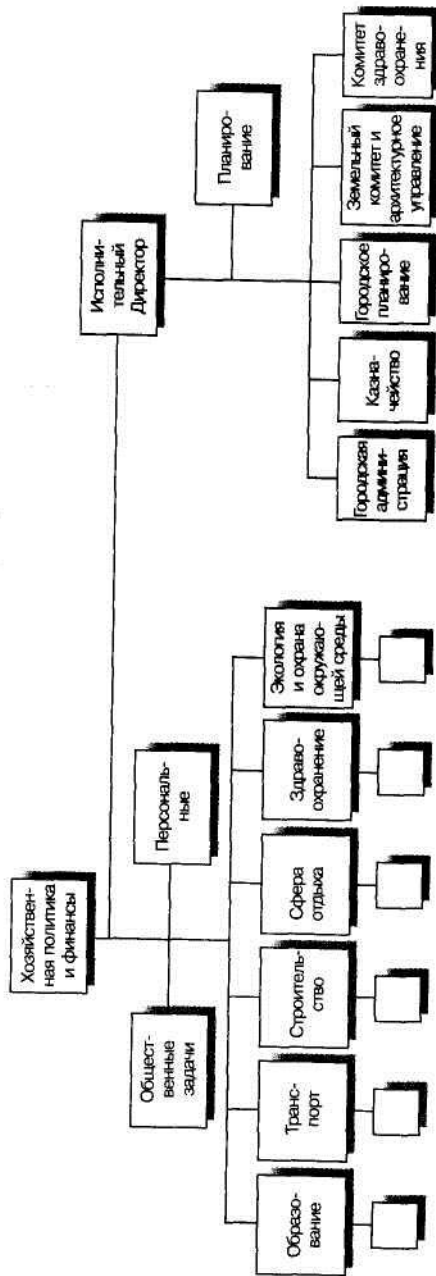 Хозяйствен-
ная политика
и финансы
Исполни-
тельный
Директор
Общест-
венные
задачи
Персональ-
ные
Планиро-
вание
Образо-
вание
Транс-
порт
Строитель-
ство
Сфера
отдыха
Здраво-
охранение
Экология
и охрана
окружаю-
щей среды
Городская
админи-
страция
Казна-
чейство
Городское
планиро-
вание
Земельный
комитет и
архитектурное
управление
Комитет
здраво-
охране-
ния